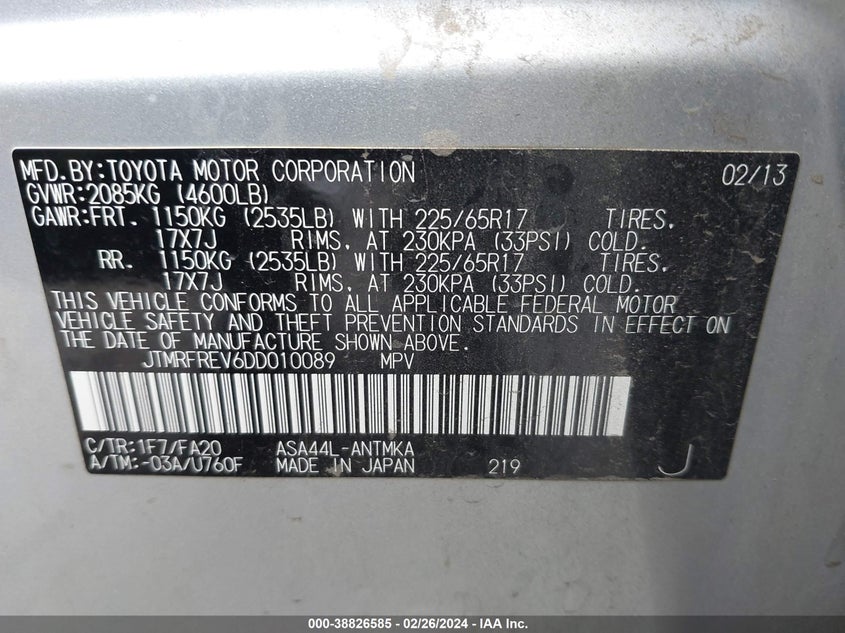 MFD.BY:TOYOTA MOTOR CORPORATION 02/13
GVWR:2085KG (4600LB)
GAWR:FRT. 1150KG (2535LB) WITH 225/65R17 TIRES,
17X7J RIMS, AT 230KPA (33PSI) COLD.
RR. 1150KG (2535LB) WITH 225/65R17 TIRES,
17X7J RIMS, AT 230KPA (33PSI) COLD.
THIS VEHICLE CONFORMS TO ALL APPLICABLE FEDERAL MOTOR
VEHICLE SAFETY AND THEFT PREVENTION STANDARDS IN EFFECT ON
THE DATE OF MANUFACTURE SHOWN ABOVE.
JTMRFREV6DD010089 MPV
C/TR:1F7/FA20 ASA44L-ANTMKA
A/TM:-03A/U760F MADE IN JAPAN 219 J
000-38826585 - 02/26/2024 - IAA Inc.